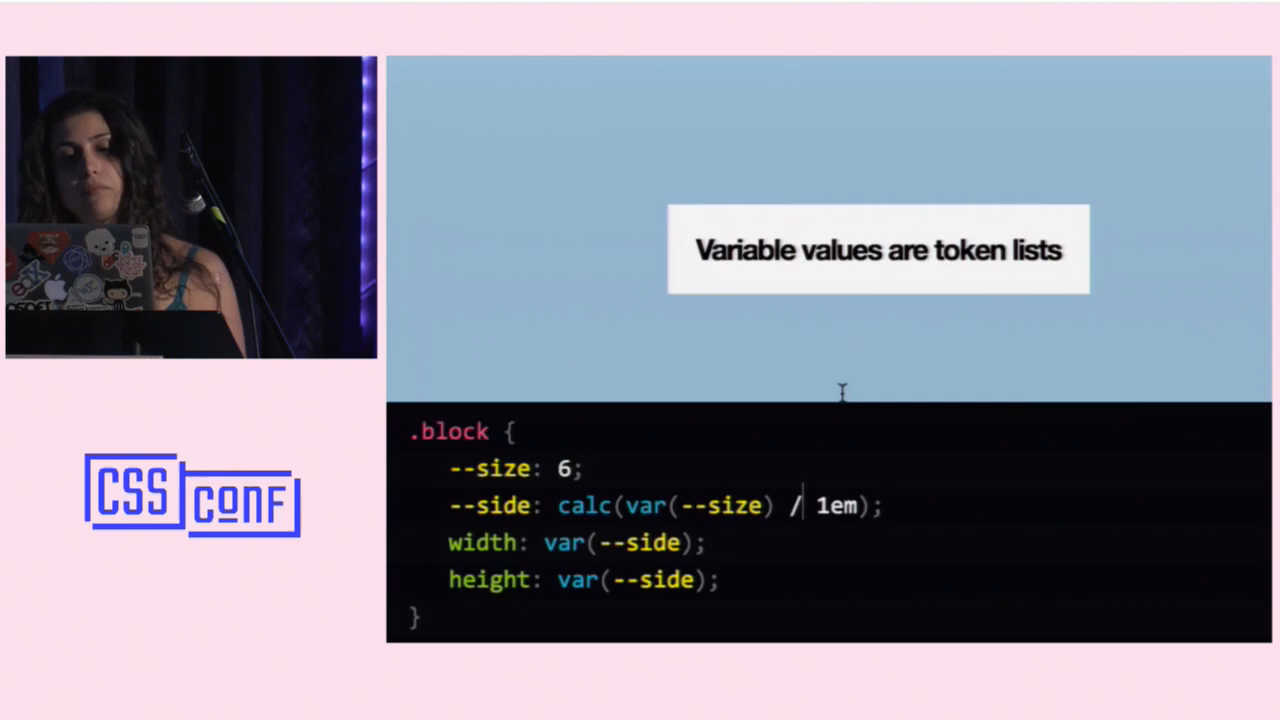 Variable values are token lists
.block {
--size: 6;
--side: calc(var(--size) / 1em);
width: var(--side);
height: var(--side);
}
CSS
CONF